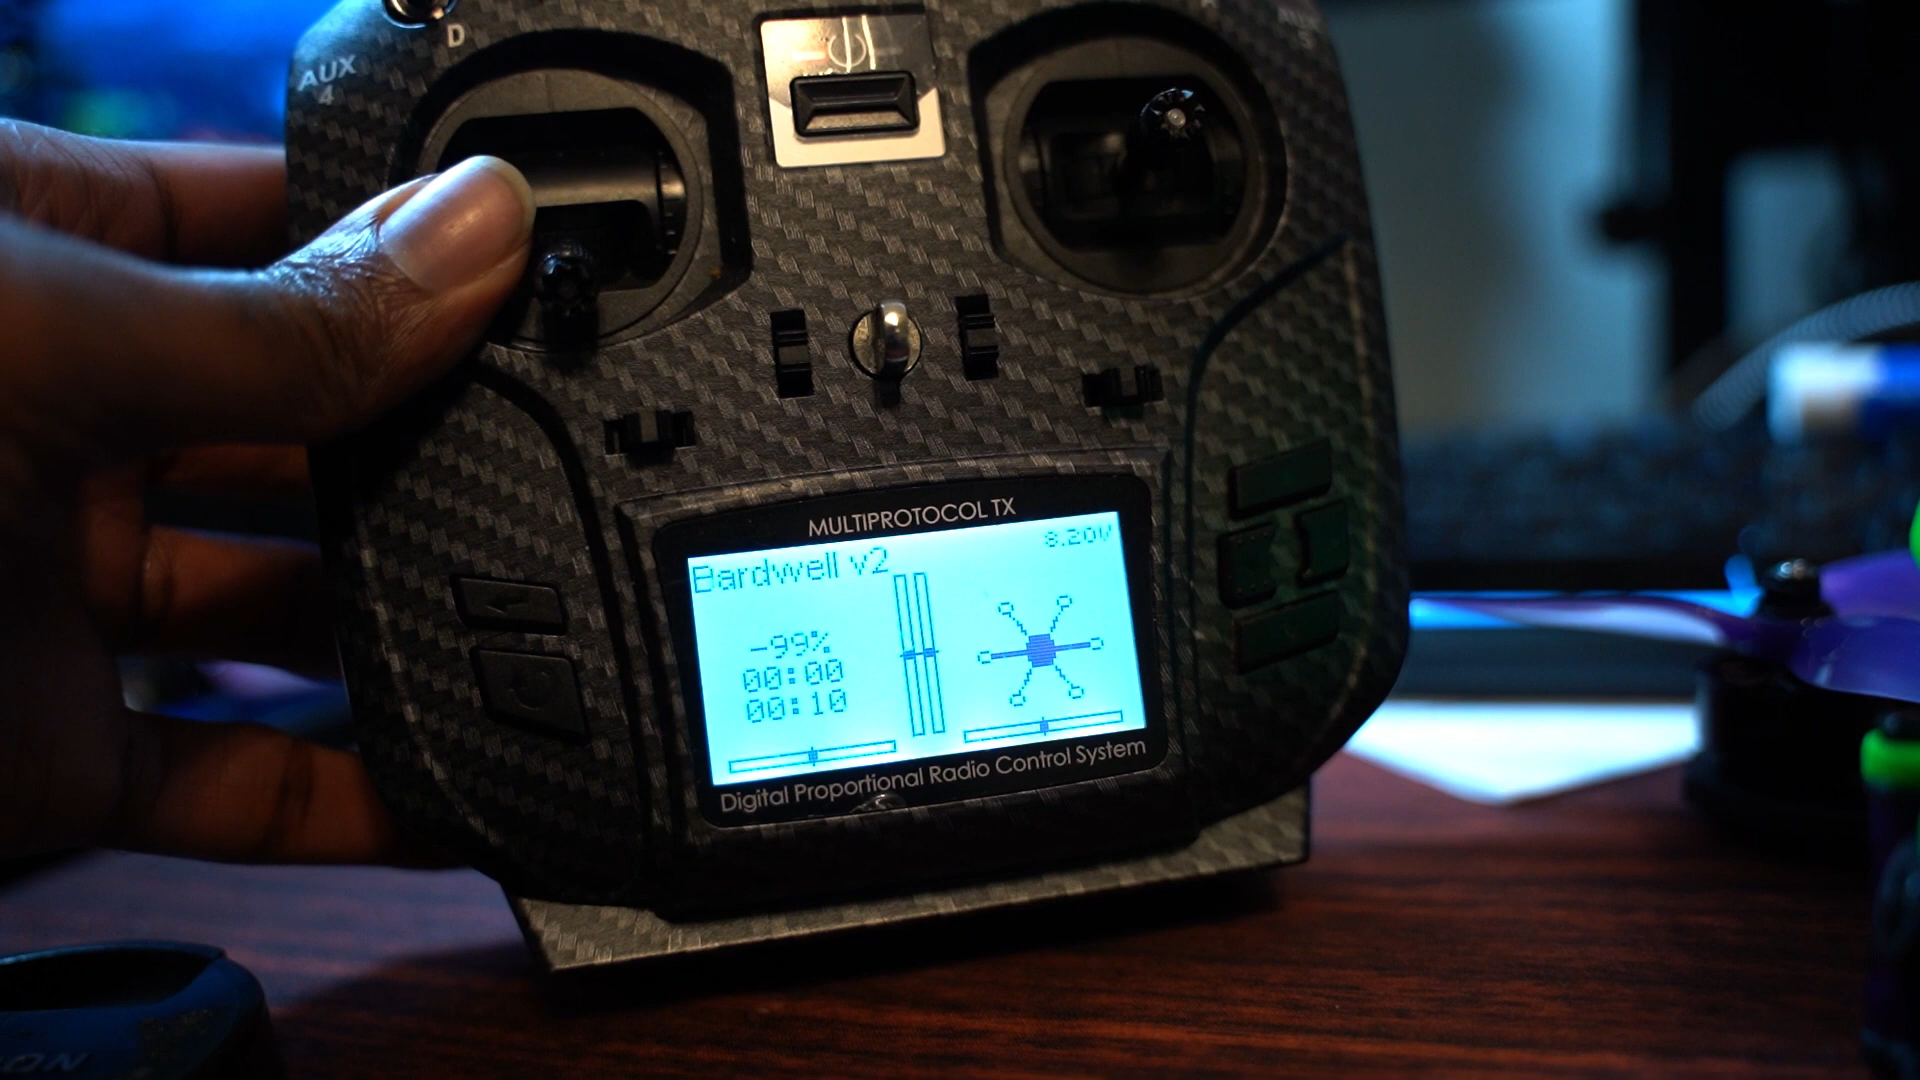 D
AUX
4
MULTIPROTOCOL TX
8.20V
Bardwell v2
-99%
00:00
00:10
Digital Proportional Radio Control System